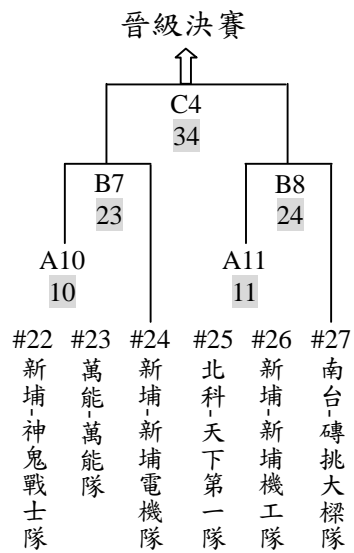 晉級決賽
C4
34
B7
23
B8
24
A10
10
A11
11
#22
#23
#24
#25
#26
#27
新埔-神鬼戰士隊
萬能-萬能隊
新埔-新埔電機隊
北科-天下第一隊
新埔-新埔機工隊
南台-磚挑大樑隊